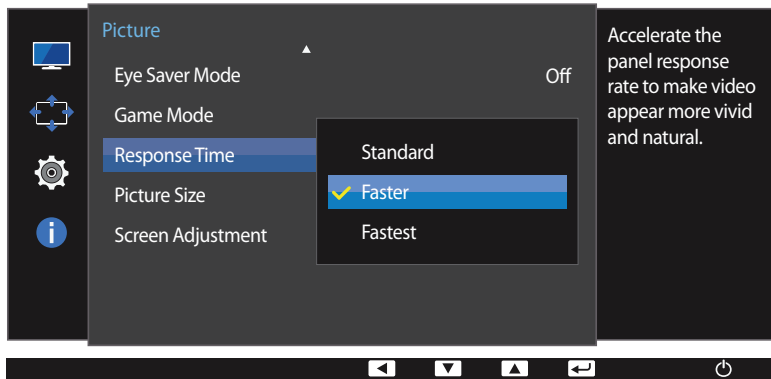 Picture
Eye Saver Mode Off
Game Mode
Response Time
Picture Size
Screen Adjustment
Standard
Faster
Fastest
Accelerate the
panel response
rate to make video
appear more vivid
and natural.